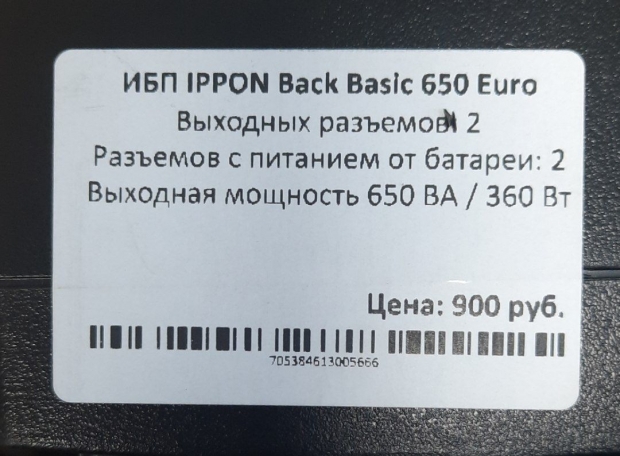 ИБП IPPON Back Basic 650 Euro
Выходных разъемов 2
Разъемов с питанием от батареи: 2
Выходная мощность 650 ВА / 360 Вт
Цена: 900 руб.
705384613005666